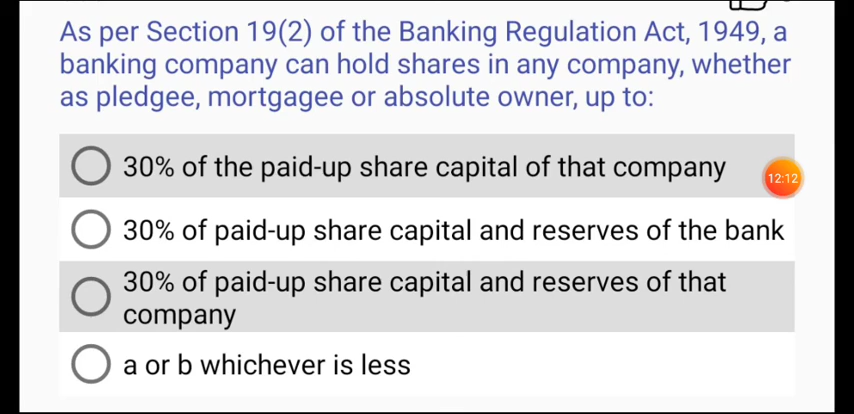 As per Section 19(2) of the Banking Regulation Act, 1949, a
banking company can hold shares in any company, whether
as pledgee, mortgagee or absolute owner, up to:
30% of the paid-up share capital of that company
12:12
30% of paid-up share capital and reserves of the bank
30% of paid-up share capital and reserves of that
company
a or b whichever is less